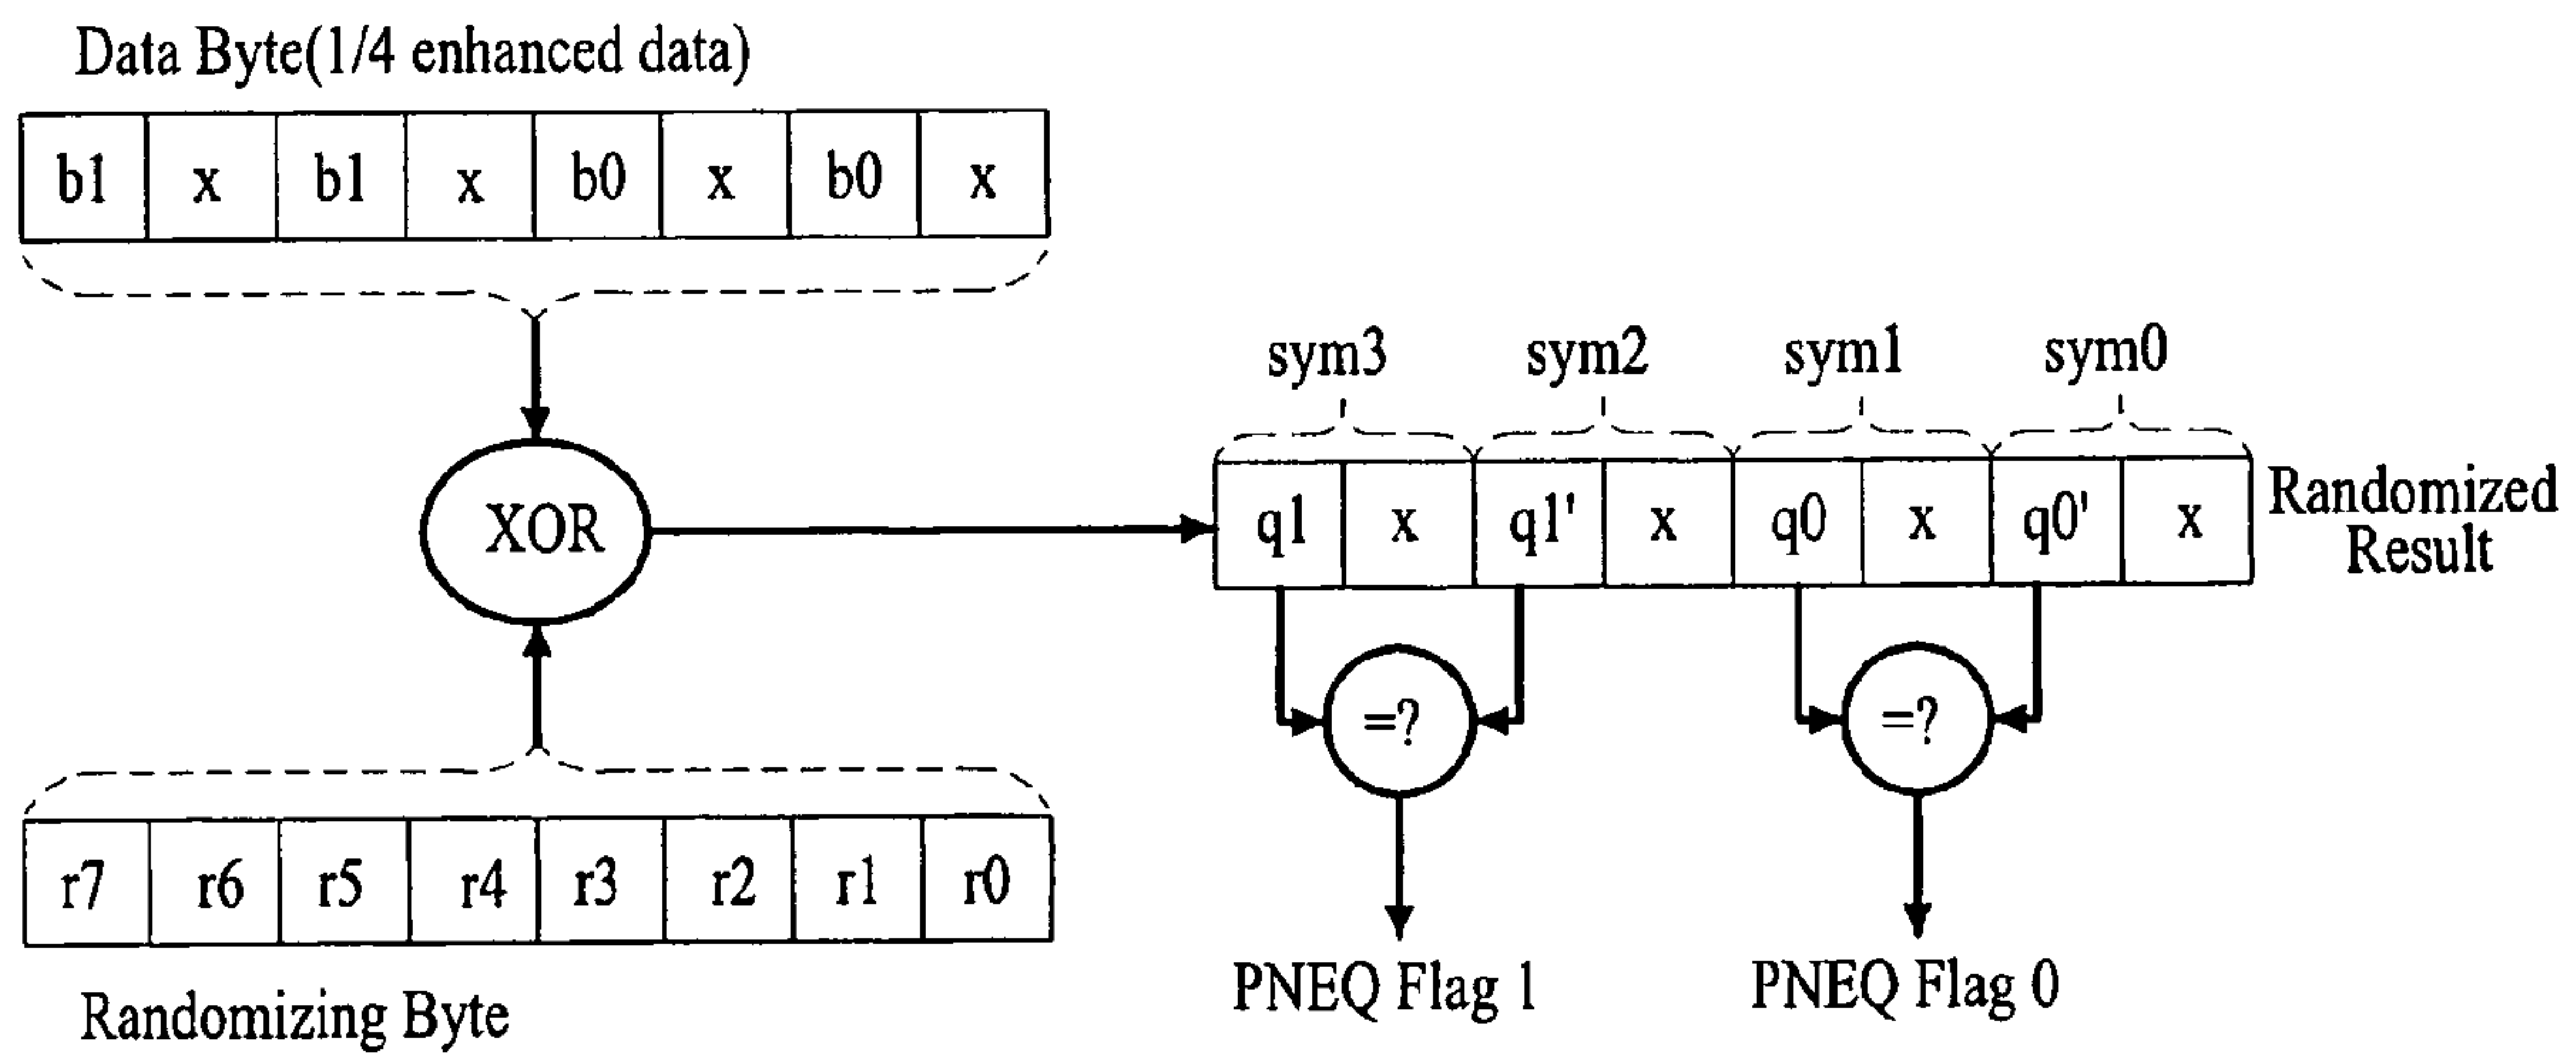 Data Byte(1/4 enhanced data)
b1 x b1 x b0 x b0 x
XOR
r7 r6 r5 r4 r3 r2 r1 r0
Randomizing Byte
sym3 sym2 sym1 sym0
q1 x q1' x q0 x q0' x
Randomized
Result
=? =?
PNEQ Flag 1 PNEQ Flag 0